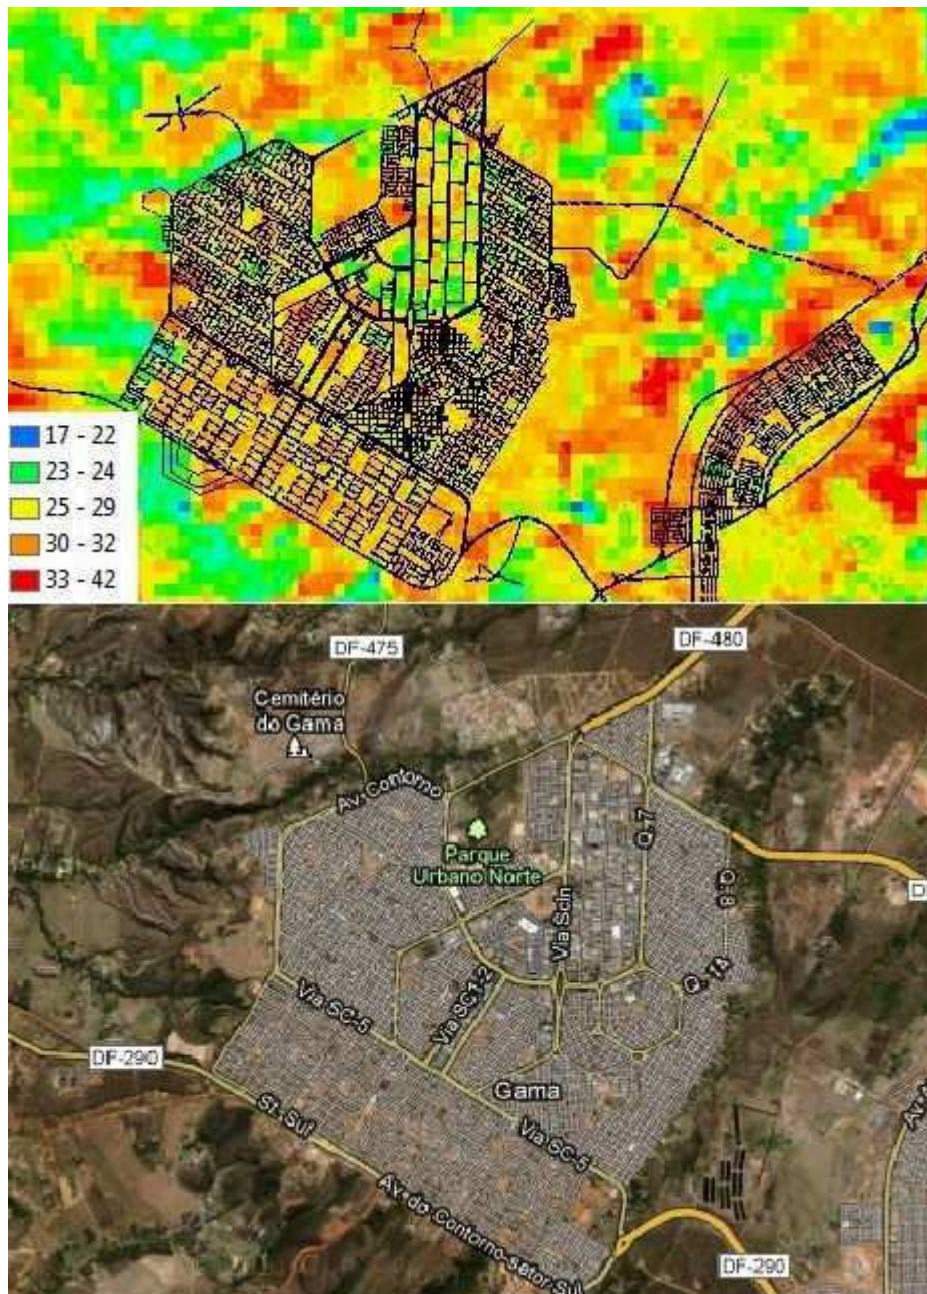 17 - 22
23 - 24
25 - 29
30 - 32
33 - 42
DF-475
DF-480
Cemitério
do Gama
Av. Contorno
Parque
Urbano Norte
Q. 7
Q. 8
Via Scln
Q. 14
Via SC1-2
Via SC-5
DF-290
Gama
St. Sul
Via SC-5
Av. do Contorno setor Sul
DF-290